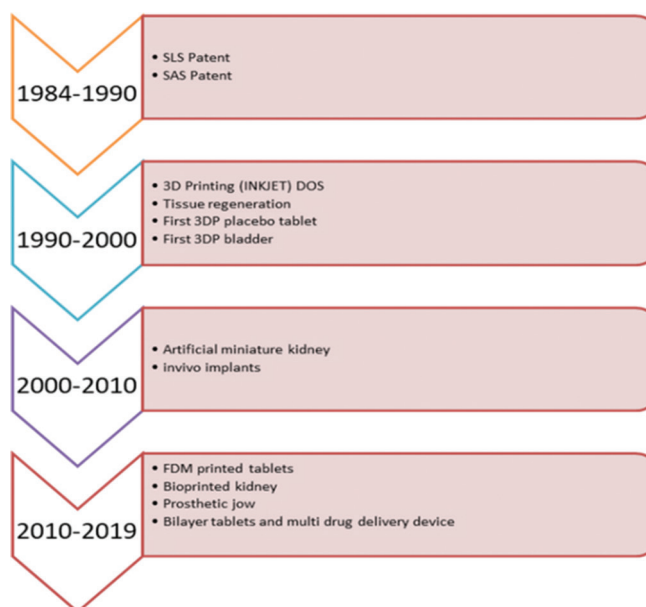 1984-1990
• SLS Patent
• SAS Patent
1990-2000
• 3D Printing (INKJET) DOS
• Tissue regeneration
• First 3DP placebo tablet
• First 3DP bladder
2000-2010
• Artificial miniature kidney
• invivo implants
2010-2019
• FDM printed tablets
• Bioprinted kidney
• Prosthetic jow
• Bilayer tablets and multi drug delivery device